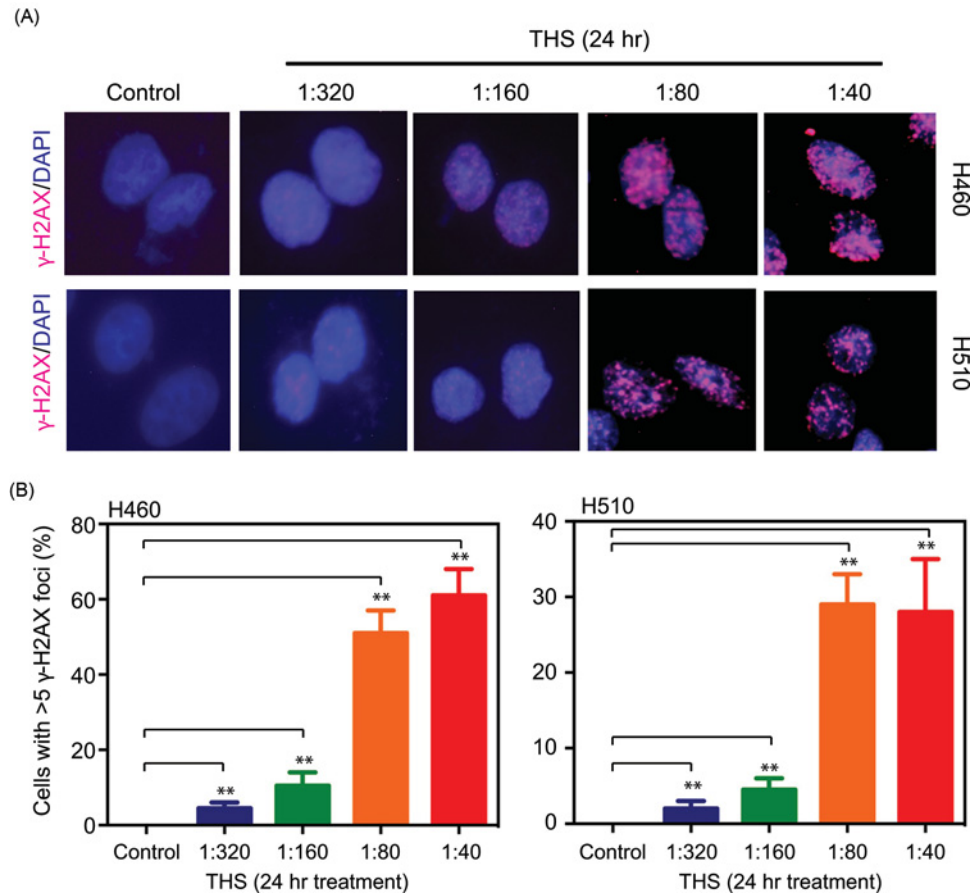 (A)
THS (24 hr)
Control 1:320 1:160 1:80 1:40
γ-H2AX/DAPI
H460
γ-H2AX/DAPI
H510
(B)
H460
Cells with >5 γ-H2AX foci (%)
80
60
40
20
0
** ** ** **
Control 1:320 1:160 1:80 1:40
THS (24 hr treatment)
H510
40
30
20
10
0
** ** ** **
Control 1:320 1:160 1:80 1:40
THS (24 hr treatment)